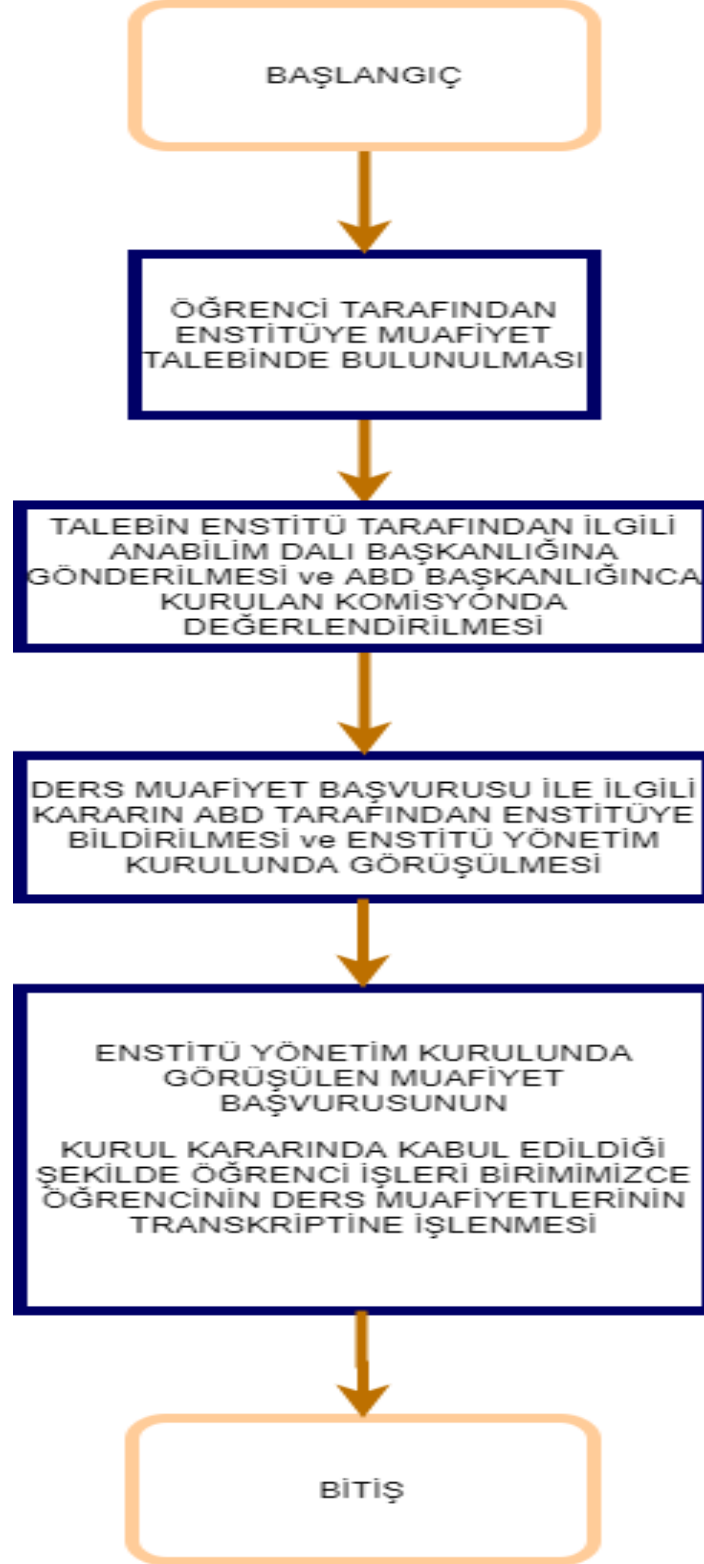 BAŞLANGIÇ
ÖĞRENCİ TARAFINDAN
ENSTİTÜYE MUAFİYET
TALEBİNDE BULUNULMASI
TALEBİN ENSTİTÜ TARAFINDAN İLGİLİ
ANABİLİM DALI BAŞKANLIĞINA
GÖNDERİLMESİ ve ABD BAŞKANLIĞINCA
KURULAN KOMİSYONDA
DEĞERLENDİRİLMESİ
DERS MUAFİYET BAŞVURUSU İLE İLGİLİ
KARARIN ABD TARAFINDAN ENSTİTÜYE
BİLDİRİLMESİ ve ENSTİTÜ YÖNETİM
KURULUNDA GÖRÜŞÜLMESİ
ENSTİTÜ YÖNETİM KURULUNDA
GÖRÜŞÜLEN MUAFİYET
BAŞVURUSUNUN
KURUL KARARINDA KABUL EDİLDİĞİ
ŞEKİLDE ÖĞRENCİ İŞLERİ BİRİMİMİZCE
ÖĞRENCİNİN DERS MUAFİYETLERİNİN
TRANSKRİPTİNE İŞLENMESİ
BİTİŞ